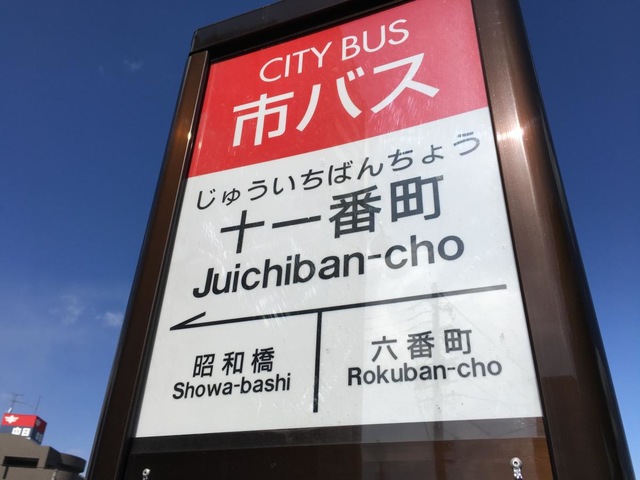 CITY BUS
市バス
じゅういちばんちょう
十一番町
Juichiban-cho
昭和橋
Showa-bashi
六番町
Rokuban-cho